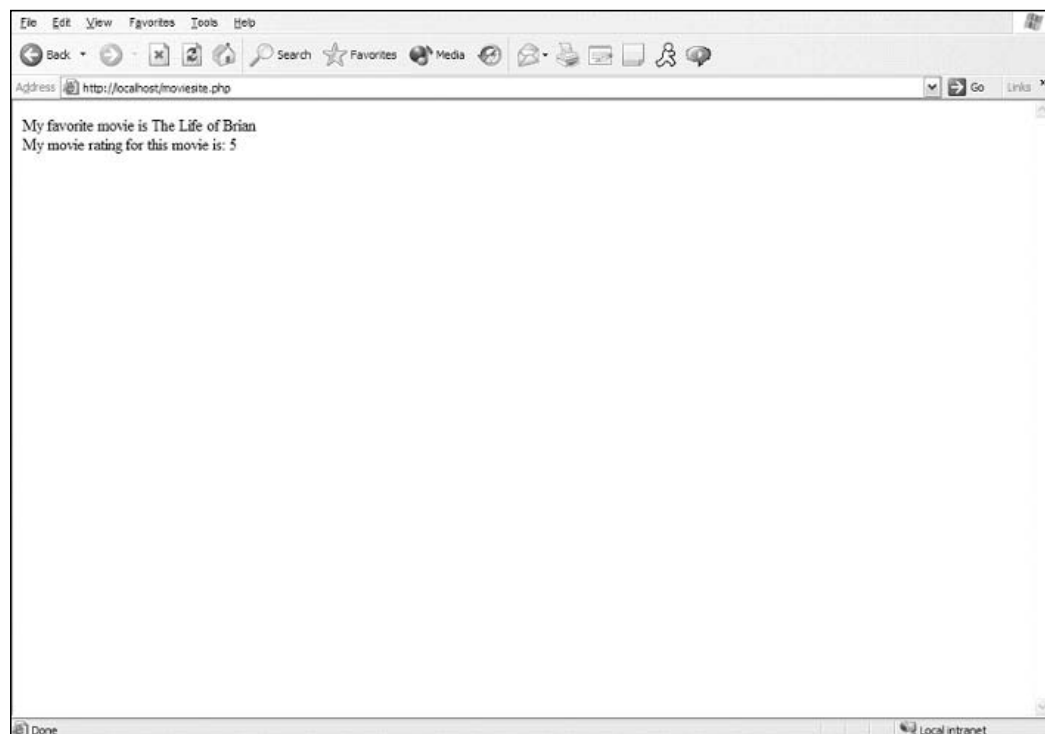 File Edit View Favorites Tools Help
Back Search Favorites Media
Address http://localhost/moviesite.php Go Links
My favorite movie is The Life of Brian
My movie rating for this movie is: 5
Done Local intranet